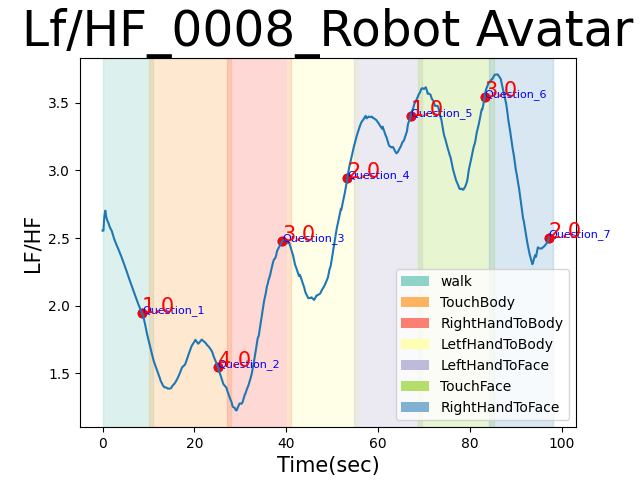 Lf/HF_0008_Robot Avatar
LF/HF
3.5
3.0
2.5
2.0
1.5
0
20
40
60
80
100
Time(sec)
1.0
Question_1
4.0
Question_2
3.0
Question_3
2.0
Question_4
1.0
Question_5
3.0
Question_6
2.0
Question_7
walk
TouchBody
RightHandToBody
LetfHandToBody
LeftHandToFace
TouchFace
RightHandToFace